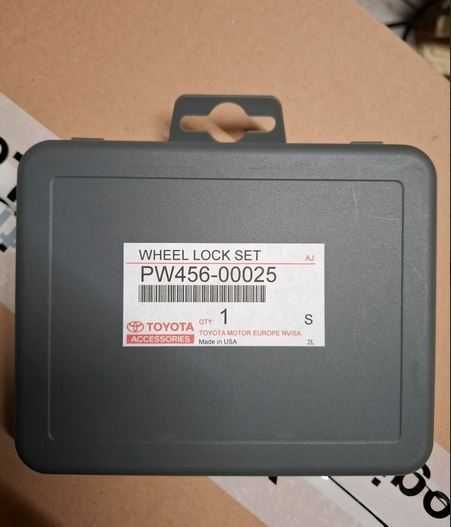 WHEEL LOCK SET
AJ
PW456-00025
TOYOTA
ACCESSORIES
QTY: 1
S
TOYOTA MOTOR EUROPE NV/SA
Made in USA
2L